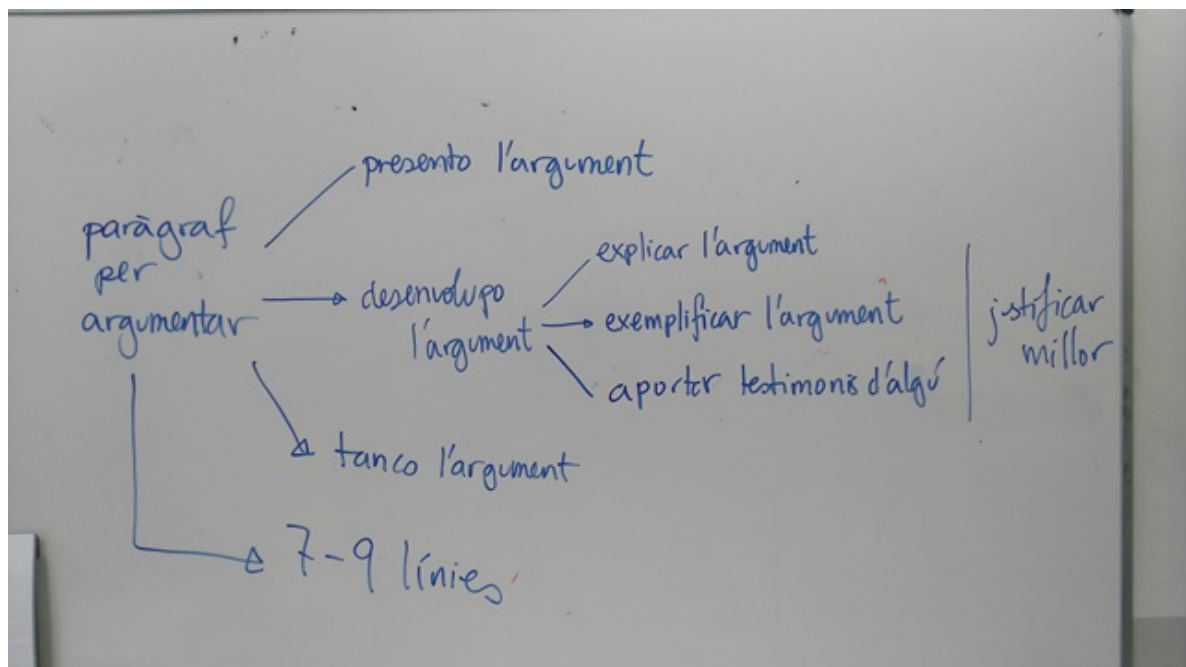 presento l'argument
paràgraf
per
argumentar
desenvolupo
l'argument
explicar l'argument
exemplificar l'argument
aportar testimonis d'algú
justificar
millor
tanco l'argument
7-9 línies